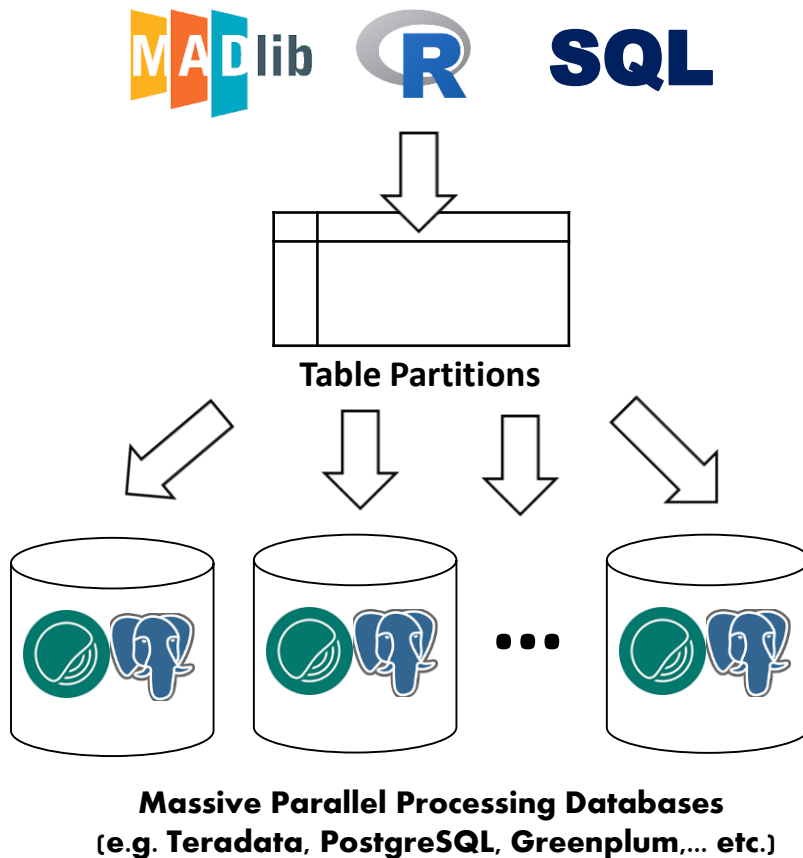 MADlib R SQL
Table Partitions
...
Massive Parallel Processing Databases
(e.g. Teradata, PostgreSQL, Greenplum,... etc.)